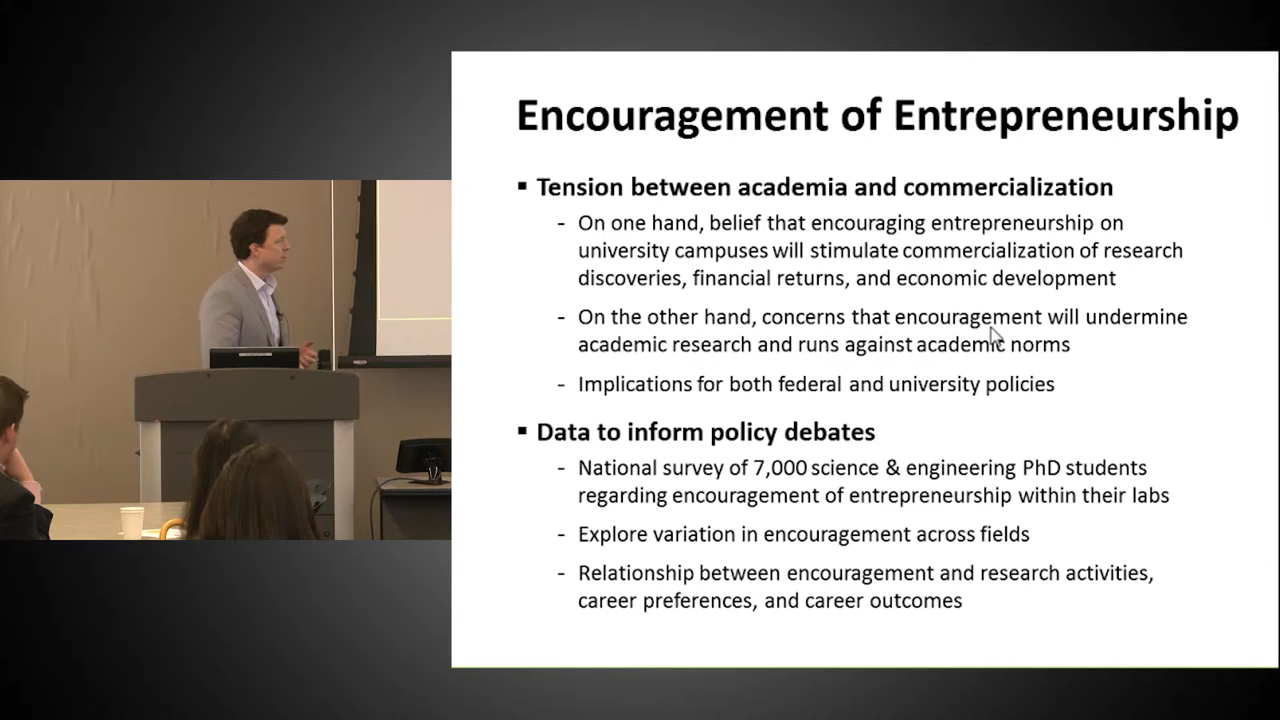 Encouragement of Entrepreneurship
▪ Tension between academia and commercialization
- On one hand, belief that encouraging entrepreneurship on
university campuses will stimulate commercialization of research
discoveries, financial returns, and economic development
- On the other hand, concerns that encouragement will undermine
academic research and runs against academic norms
- Implications for both federal and university policies
▪ Data to inform policy debates
- National survey of 7,000 science & engineering PhD students
regarding encouragement of entrepreneurship within their labs
- Explore variation in encouragement across fields
- Relationship between encouragement and research activities,
career preferences, and career outcomes